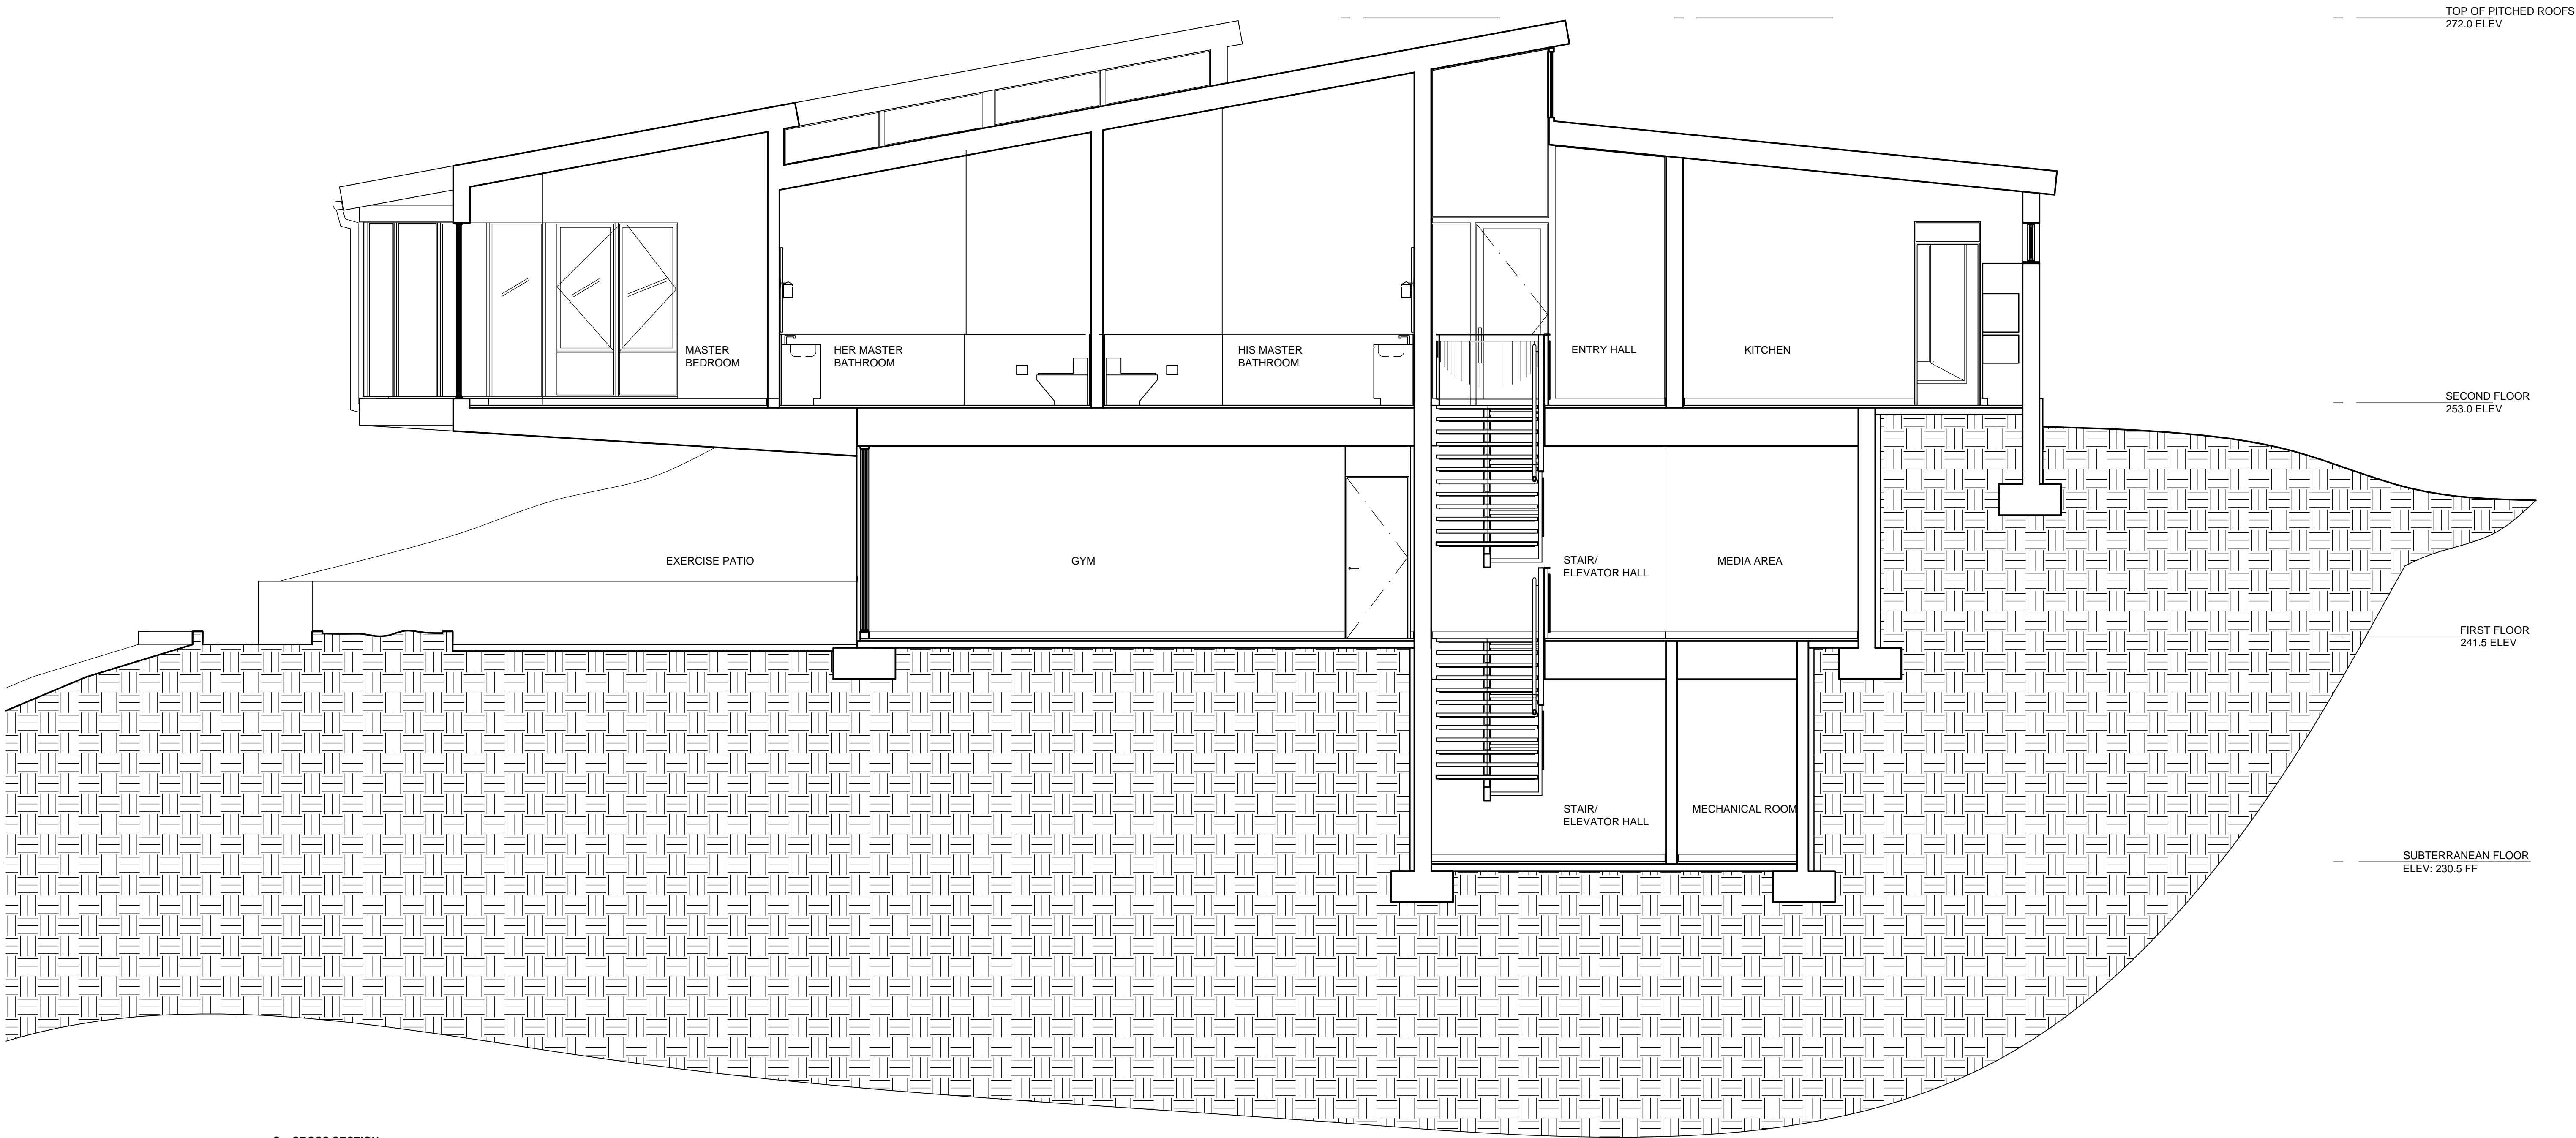 TOP OF PITCHED ROOFS
272.0 ELEV
MASTER
BEDROOM
HER MASTER
BATHROOM
HIS MASTER
BATHROOM
ENTRY HALL
KITCHEN
SECOND FLOOR
253.0 ELEV
EXERCISE PATIO
GYM
STAIR/
ELEVATOR HALL
MEDIA AREA
FIRST FLOOR
241.5 ELEV
STAIR/
ELEVATOR HALL
MECHANICAL ROOM
SUBTERRANEAN FLOOR
ELEV: 230.5 FF
CROSS SECTION